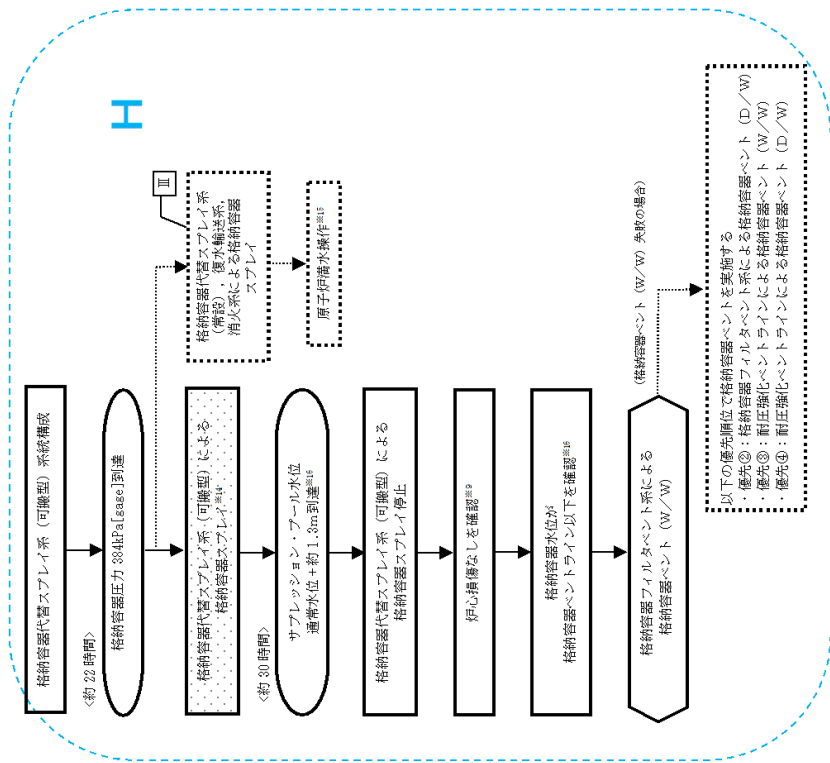 H
格納容器代替スプレイ系（可搬型）系統構成
<約 22 時間>
格納容器圧力 384kPa[gage]到達
Ⅲ
格納容器代替スプレイ系
（常設），復水輸送系，
消火系による格納容器
スプレイ
原子炉満水操作※15
格納容器代替スプレイ系（可搬型）による
格納容器スプレイ※14
<約 30 時間>
サプレッション・プール水位
通常水位＋約 1.3m 到達※16
格納容器代替スプレイ系（可搬型）による
格納容器スプレイ停止
炉心損傷なしを確認※9
格納容器水位が
格納容器ベントライン以下を確認※16
格納容器フィルタベント系による
格納容器ベント（W／W）
（格納容器ベント（W／W）失敗の場合）
以下の優先順位で格納容器ベントを実施する
・優先②：格納容器フィルタベント系による格納容器ベント（D／W）
・優先③：耐圧強化ベントラインによる格納容器ベント（W／W）
・優先④：耐圧強化ベントラインによる格納容器ベント（D／W）